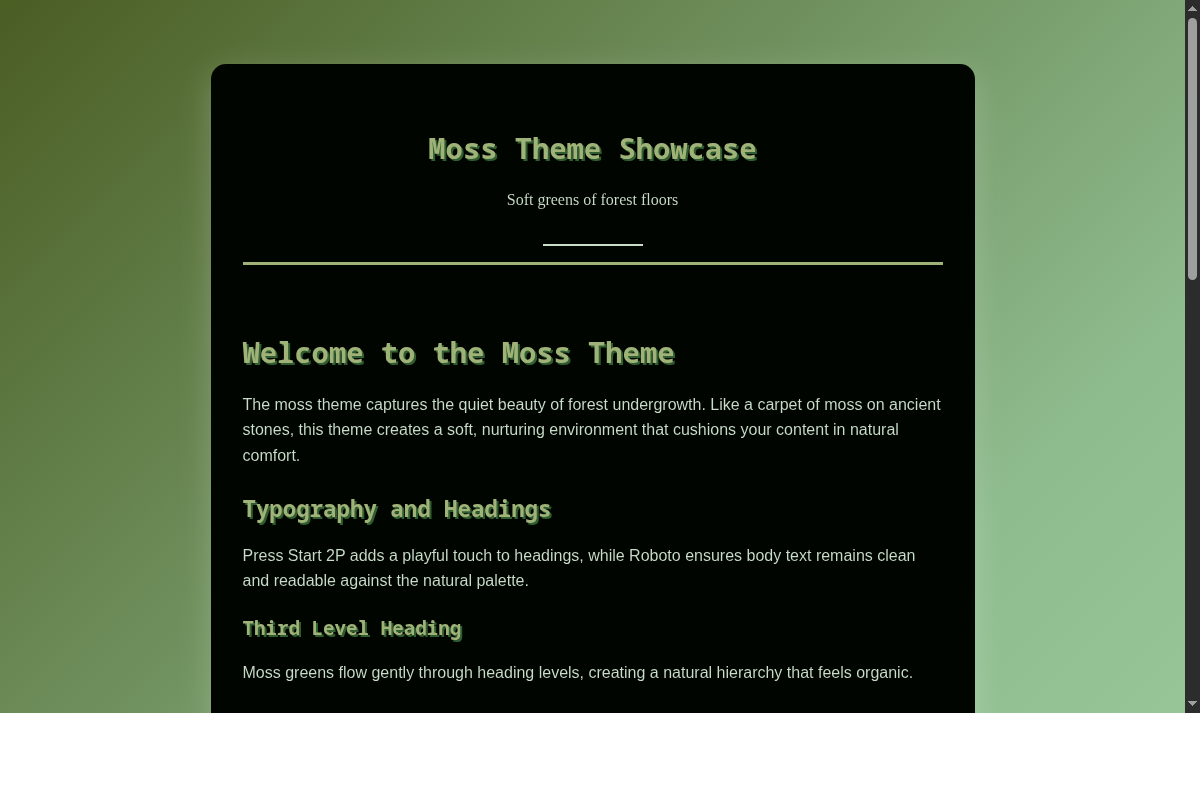 Moss Theme Showcase
Soft greens of forest floors
Welcome to the Moss Theme
The moss theme captures the quiet beauty of forest undergrowth. Like a carpet of moss on ancient
stones, this theme creates a soft, nurturing environment that cushions your content in natural
comfort.
Typography and Headings
Press Start 2P adds a playful touch to headings, while Roboto ensures body text remains clean
and readable against the natural palette.
Third Level Heading
Moss greens flow gently through heading levels, creating a natural hierarchy that feels organic.